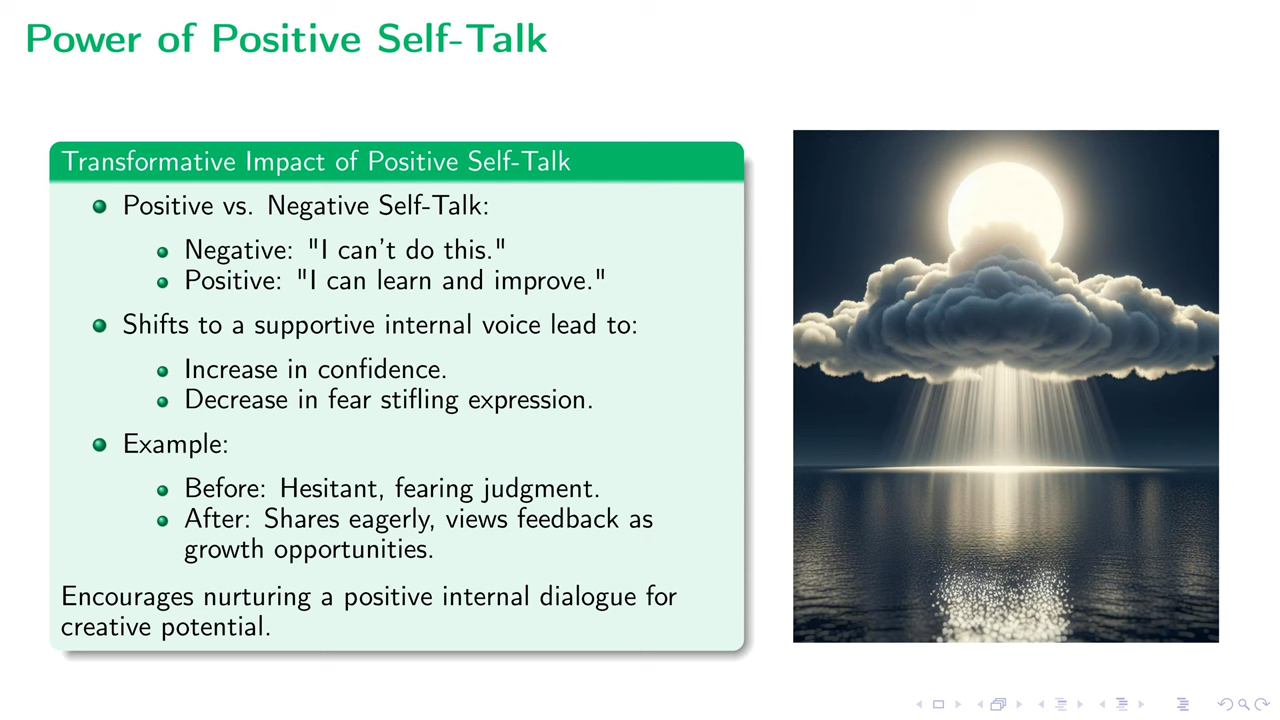 Power of Positive Self-Talk
Transformative Impact of Positive Self-Talk
Positive vs. Negative Self-Talk:
Negative: "I can't do this."
Positive: "I can learn and improve."
Shifts to a supportive internal voice lead to:
Increase in confidence.
Decrease in fear stifling expression.
Example:
Before: Hesitant, fearing judgment.
After: Shares eagerly, views feedback as
growth opportunities.
Encourages nurturing a positive internal dialogue for
creative potential.